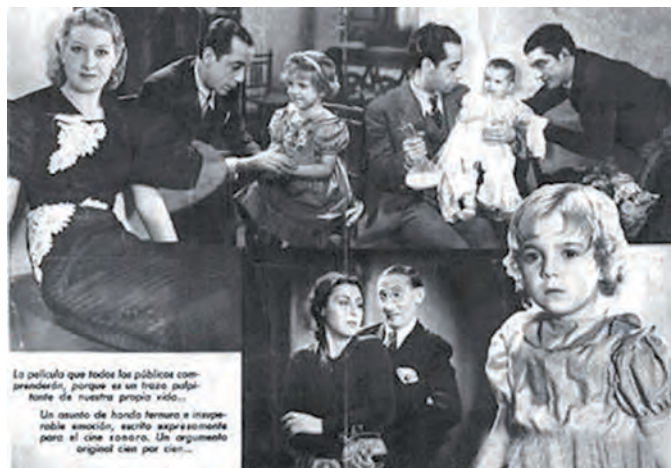 La película que todos los públicos com-
prenderán, porque es un trazo palpi-
tante de nuestra propia vida...
Un asunto de honda ternura e insupe-
rable emoción, escrito expresamente
para el cine sonoro. Un argumento
original cien por cien...